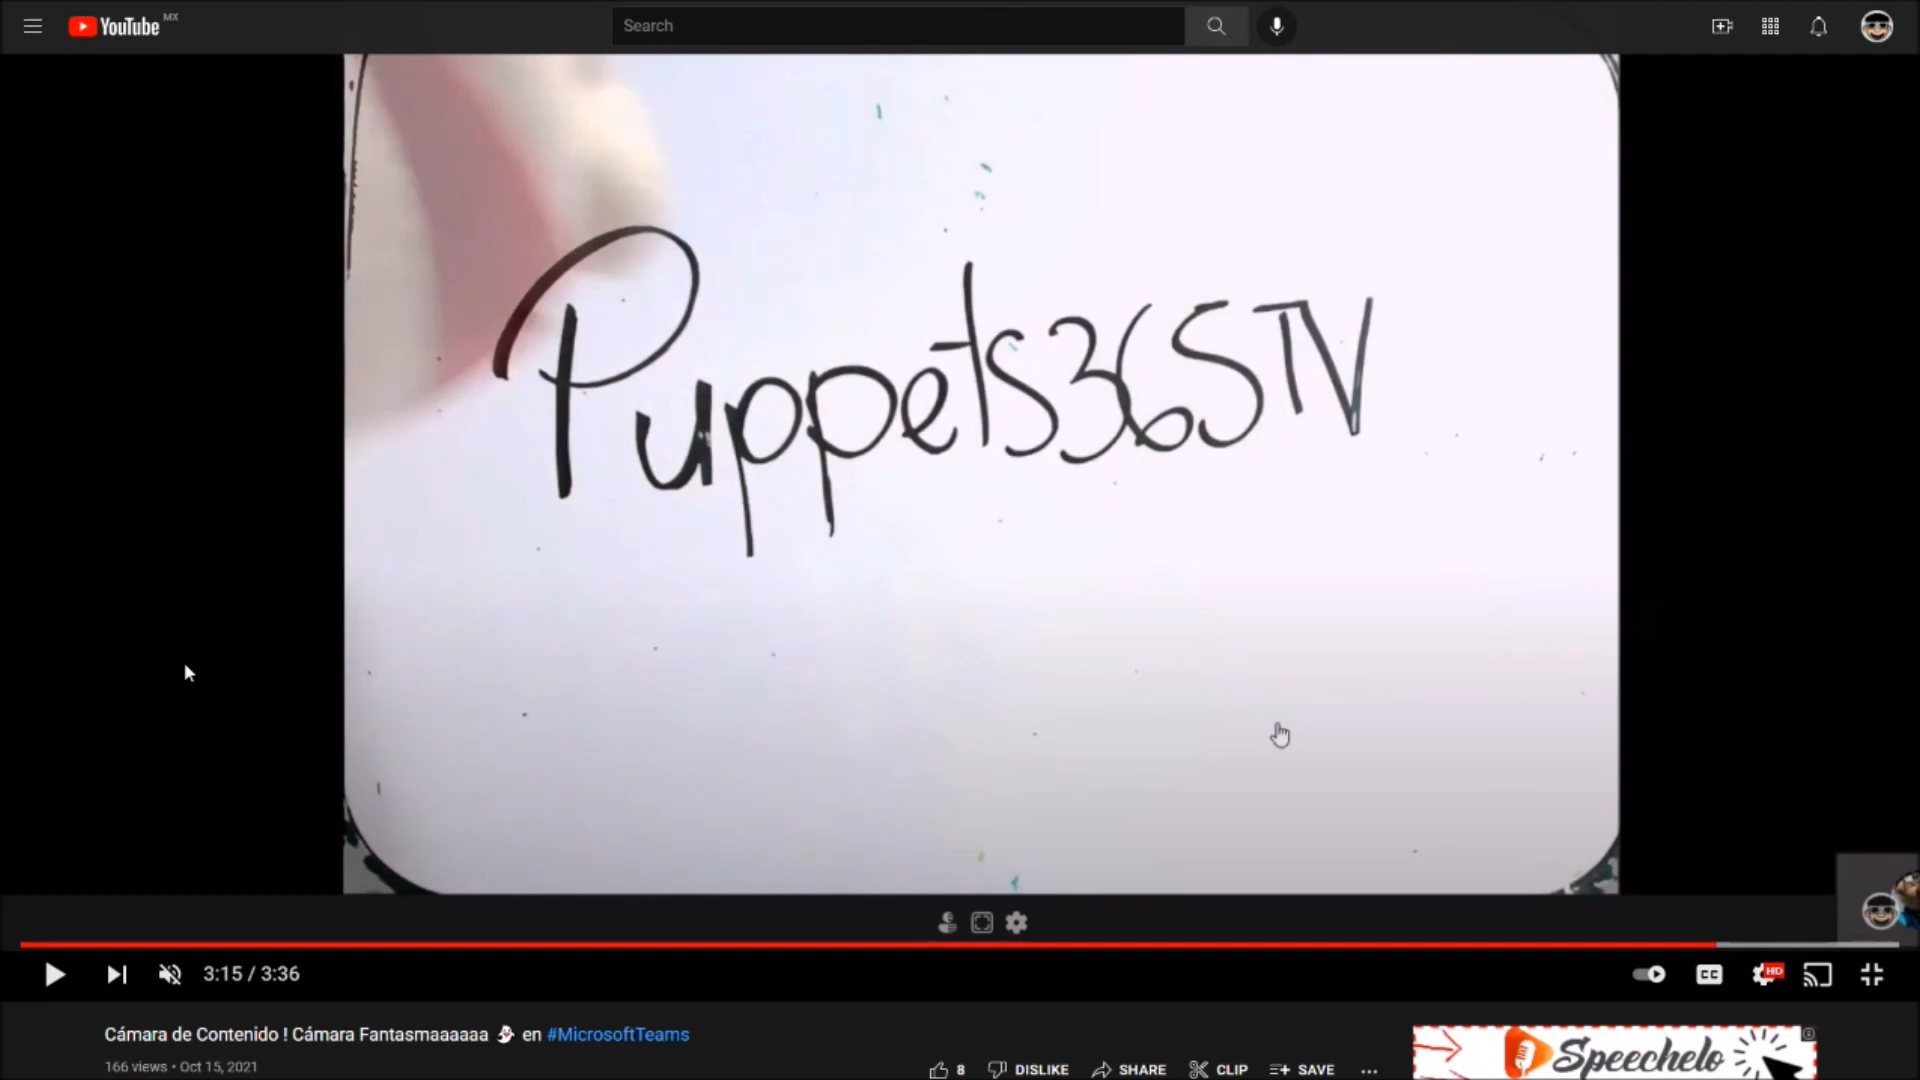 YouTube MX
Search
Puppets365TV
3:15 / 3:36
CC
HD
Cámara de Contenido ! Cámara Fantasmaaaaaa 👻 en #MicrosoftTeams
166 views • Oct 15, 2021
8 DISLIKE SHARE CLIP SAVE ...
Speechelo